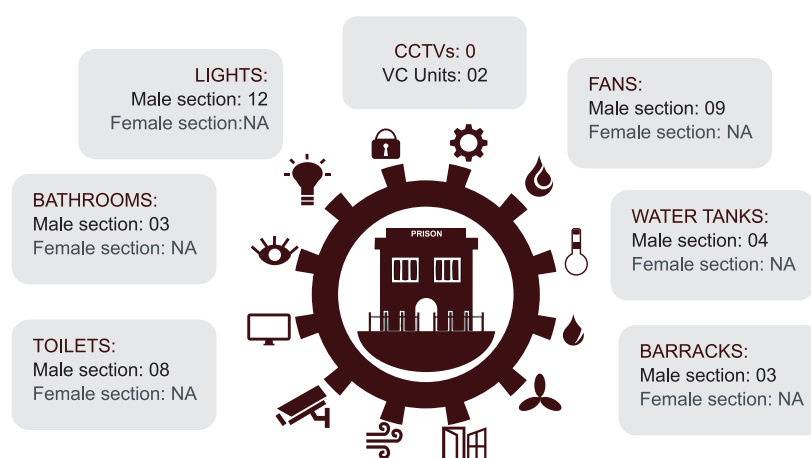 CCTVs: 0
VC Units: 02
LIGHTS:
Male section: 12
Female section:NA
FANS:
Male section: 09
Female section: NA
BATHROOMS:
Male section: 03
Female section: NA
WATER TANKS:
Male section: 04
Female section: NA
PRISON
TOILETS:
Male section: 08
Female section: NA
BARRACKS:
Male section: 03
Female section: NA